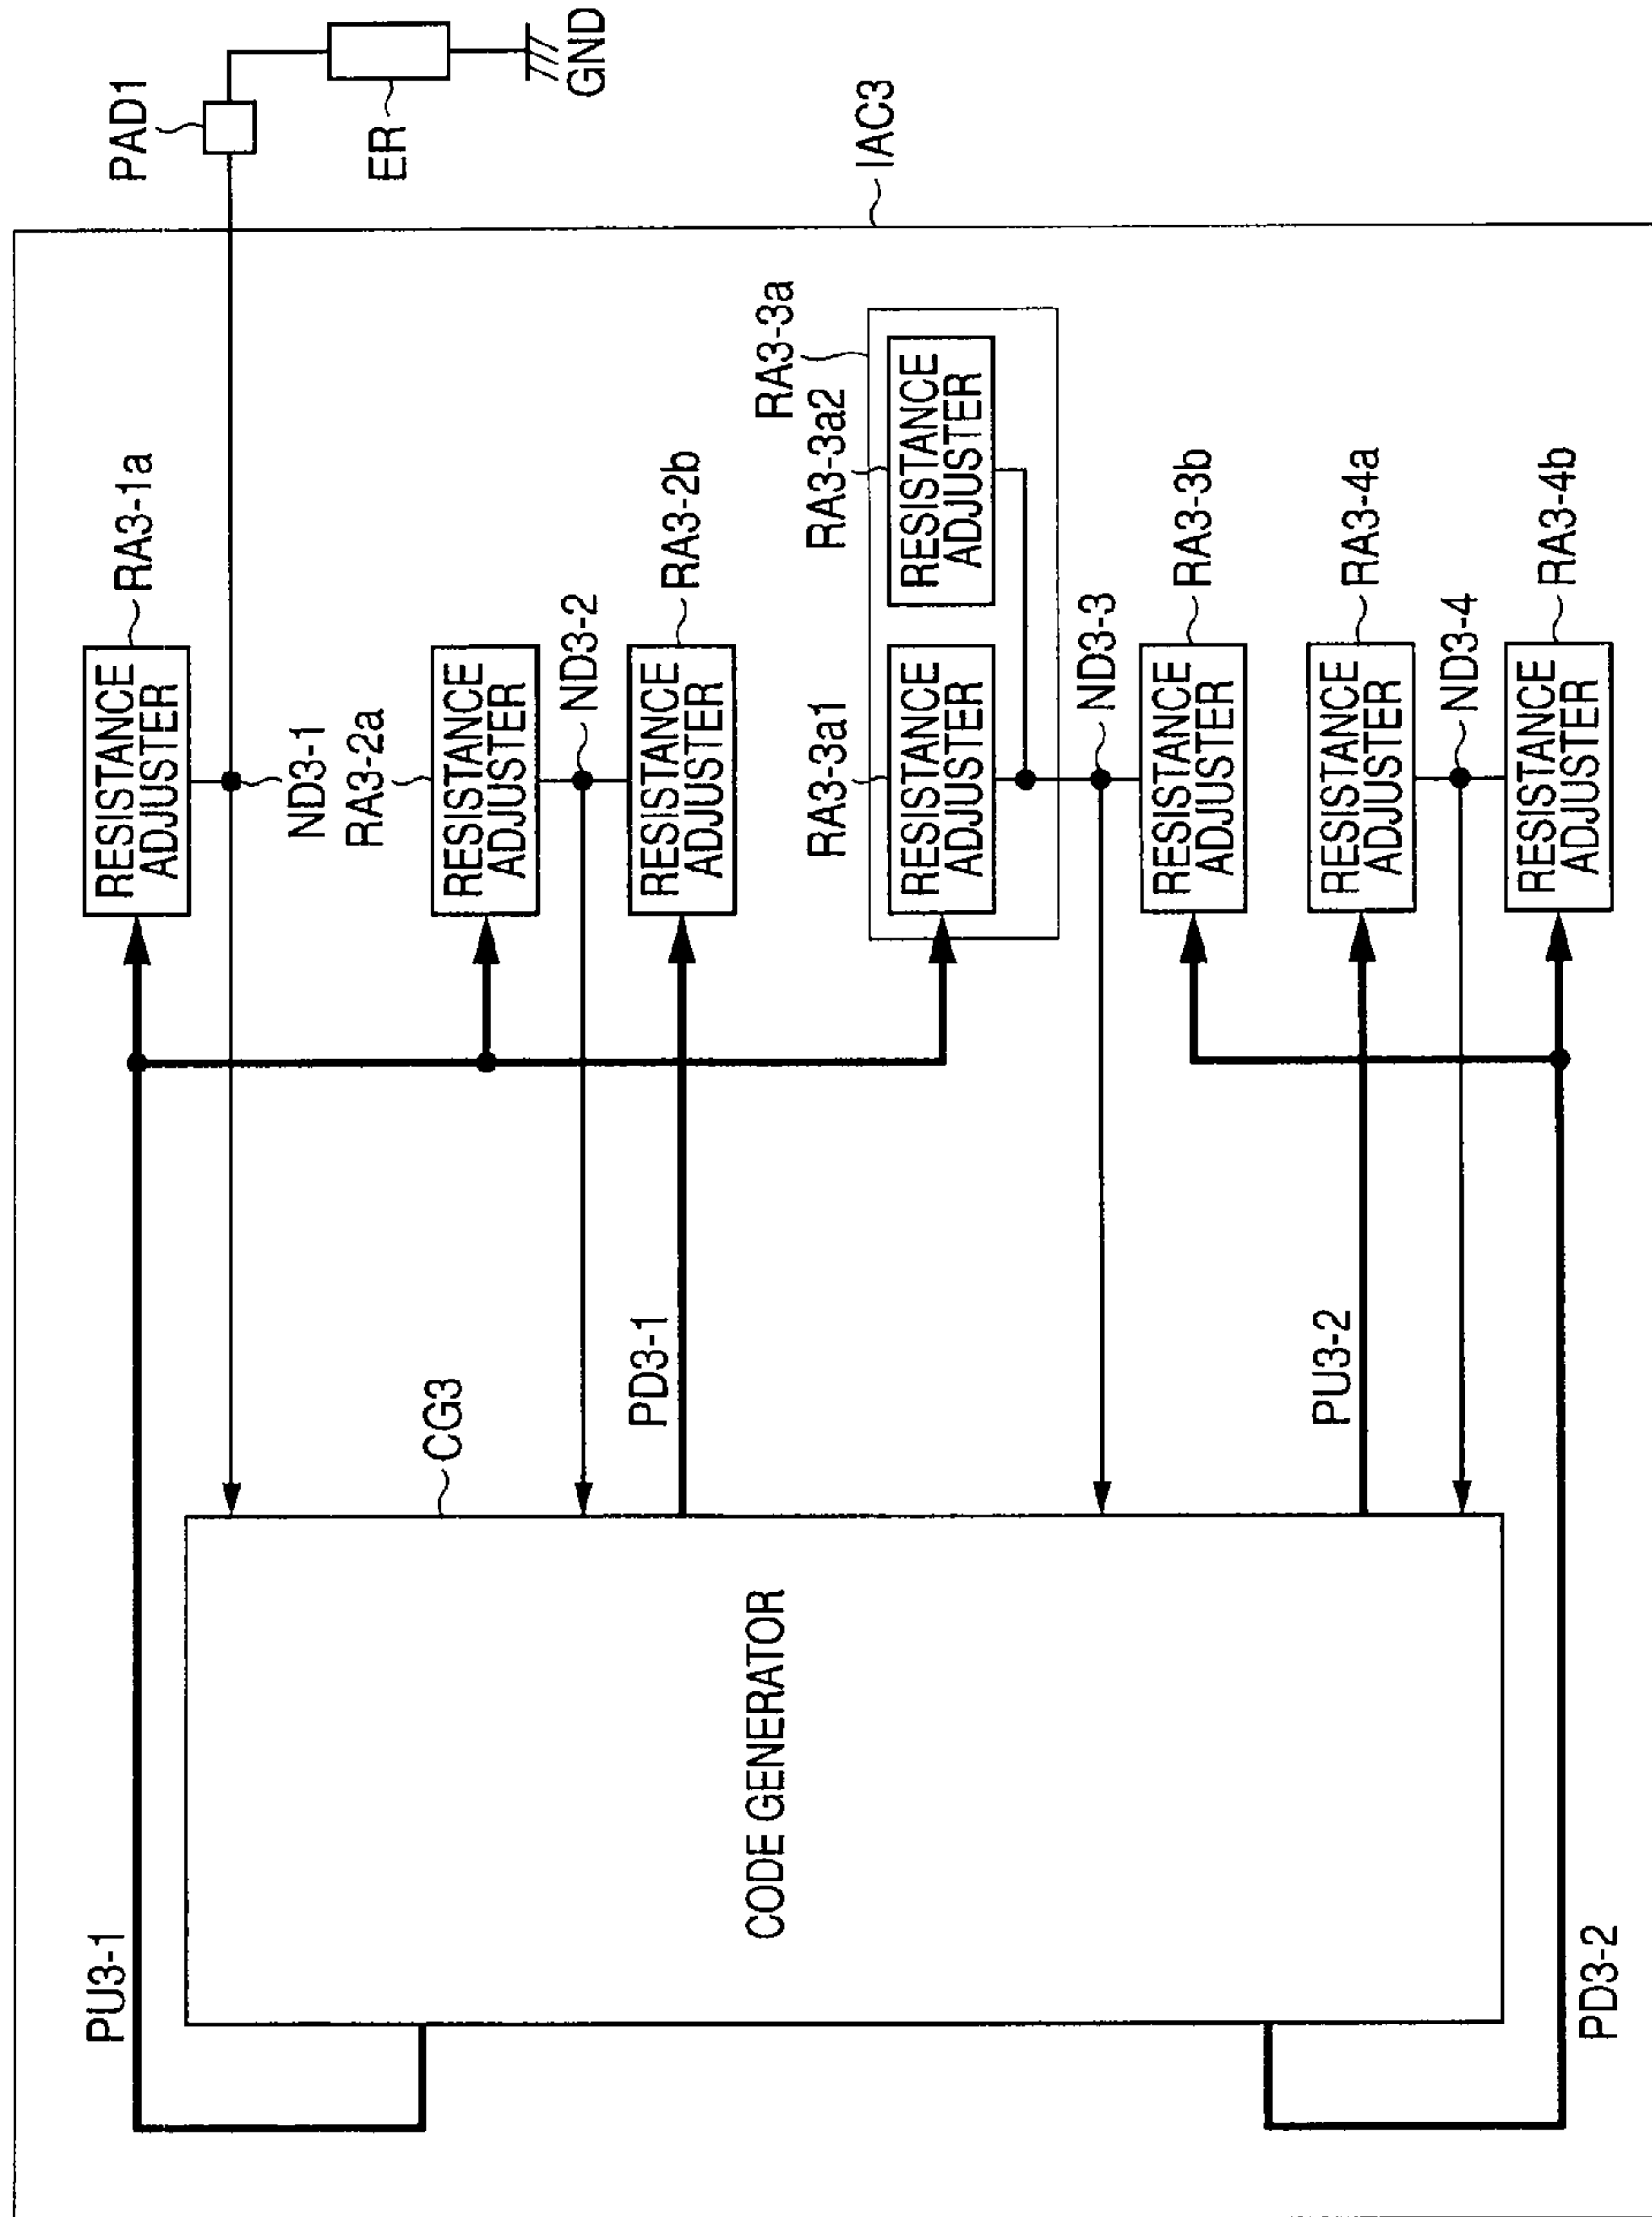 PAD1
ER
GND
IAC3
RESISTANCE
ADJUSTER
RA3-1a
ND3-1
RA3-2a
RESISTANCE
ADJUSTER
ND3-2
RESISTANCE
ADJUSTER
RA3-2b
RA3-3a
RA3-3a2
RESISTANCE
ADJUSTER
RA3-3a1
RESISTANCE
ADJUSTER
ND3-3
RESISTANCE
ADJUSTER
RA3-3b
RESISTANCE
ADJUSTER
RA3-4a
ND3-4
RESISTANCE
ADJUSTER
RA3-4b
PD3-1
PU3-2
CG3
CODE GENERATOR
PU3-1
PD3-2